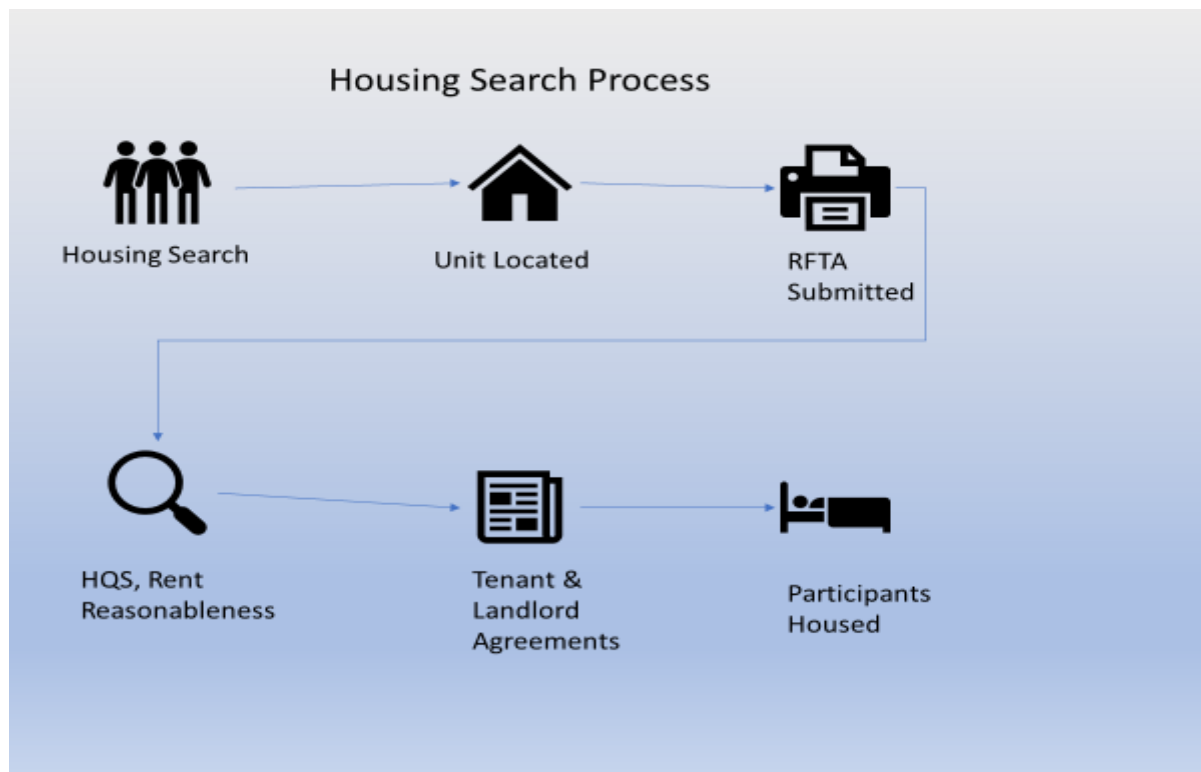 Housing Search Process
Housing Search
Unit Located
RFTA
Submitted
HQS, Rent
Reasonableness
Tenant &
Landlord
Agreements
Participants
Housed